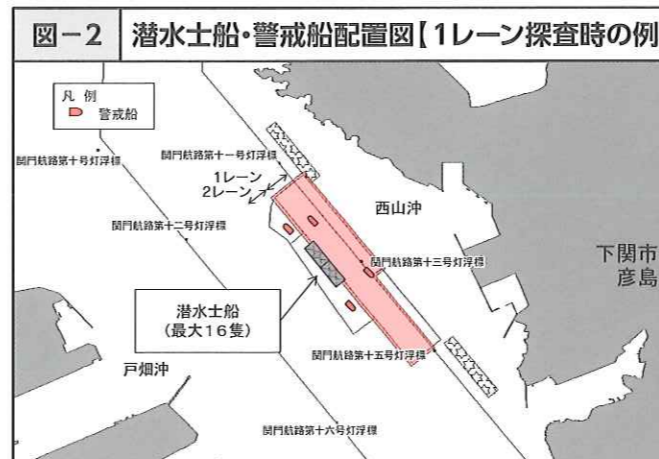 図-2
潜水士船・警戒船配置図【1レーン探査時の例
凡例
警戒船
関門航路第十号灯浮標
関門航路第十一号灯浮標
1レーン
2レーン
西山沖
関門航路第十二号灯浮標
関門航路第十三号灯浮標
下関市
彦島
潜水士船
(最大16隻)
関門航路第十五号灯浮標
戸畑沖
関門航路第十六号灯浮標